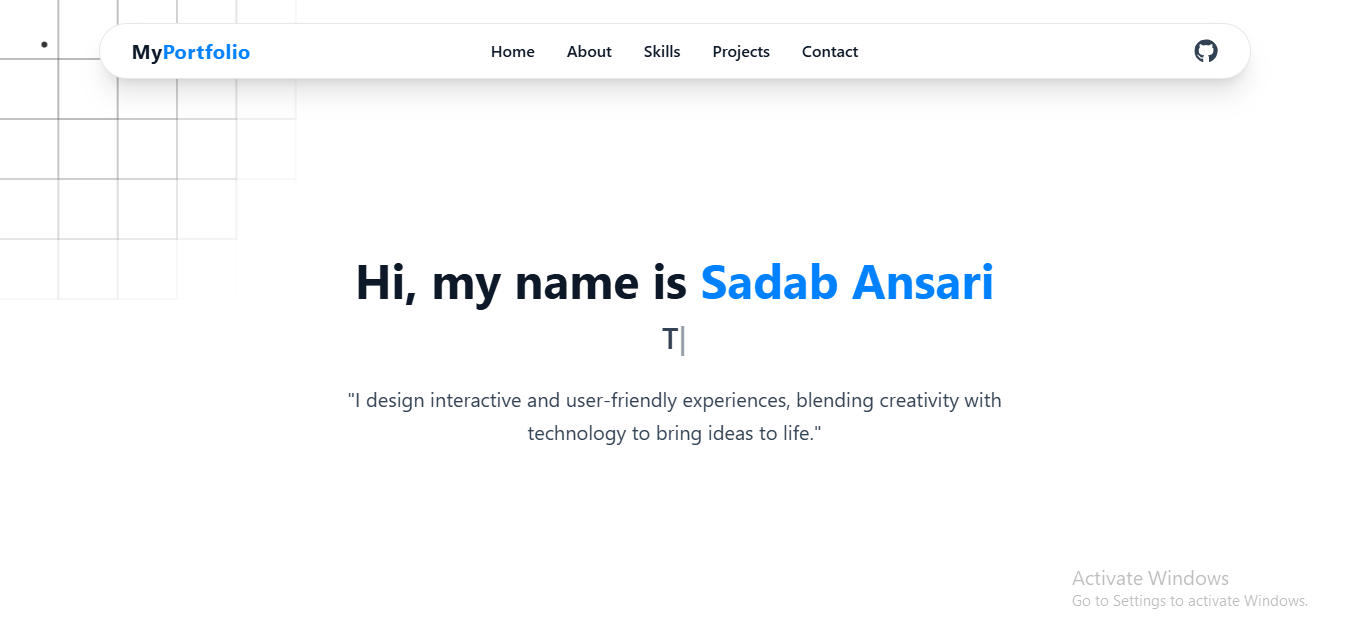 MyPortfolio
Home About Skills Projects Contact
Hi, my name is Sadab Ansari
T|
"I design interactive and user-friendly experiences, blending creativity with
technology to bring ideas to life."
Activate Windows
Go to Settings to activate Windows.